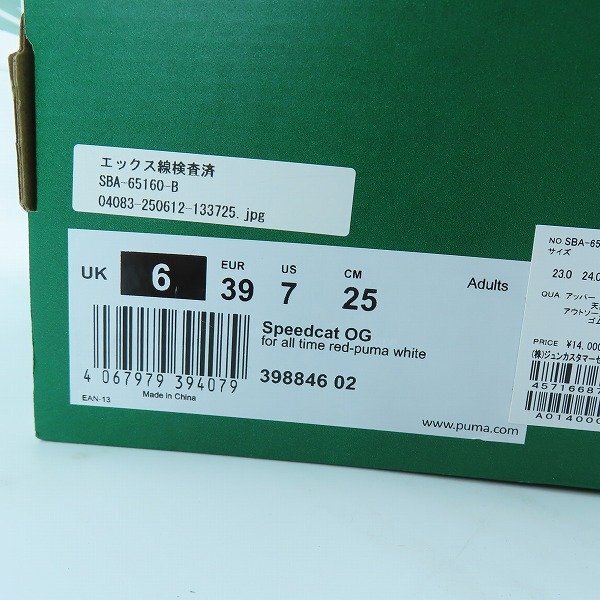 エックス線検査済
SBA-65160-B
04083-250612-133725.jpg
UK 6 EUR 39 US 7 CM 25 Adults
Speedcat OG
for all time red-puma white
398846 02
4 067979 394079
EAN-13
Made in China
www.puma.com
NO SBA-65
サイズ
23.0 24.0
QUA アッパー
天
アウトソー
ゴム
PRICE ¥14,000
(株)ジュンカスタマーセ
4571668
A014000